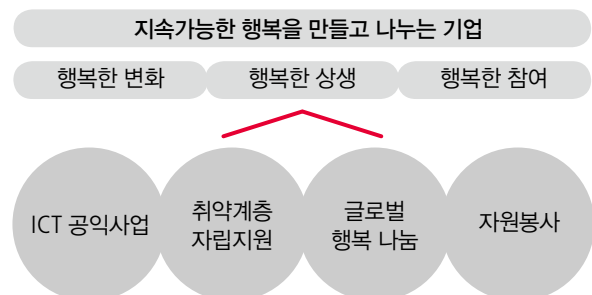 지속가능한 행복을 만들고 나누는 기업
행복한 변화
행복한 상생
행복한 참여
ICT 공익사업
취약계층
자립지원
글로벌
행복 나눔
자원봉사